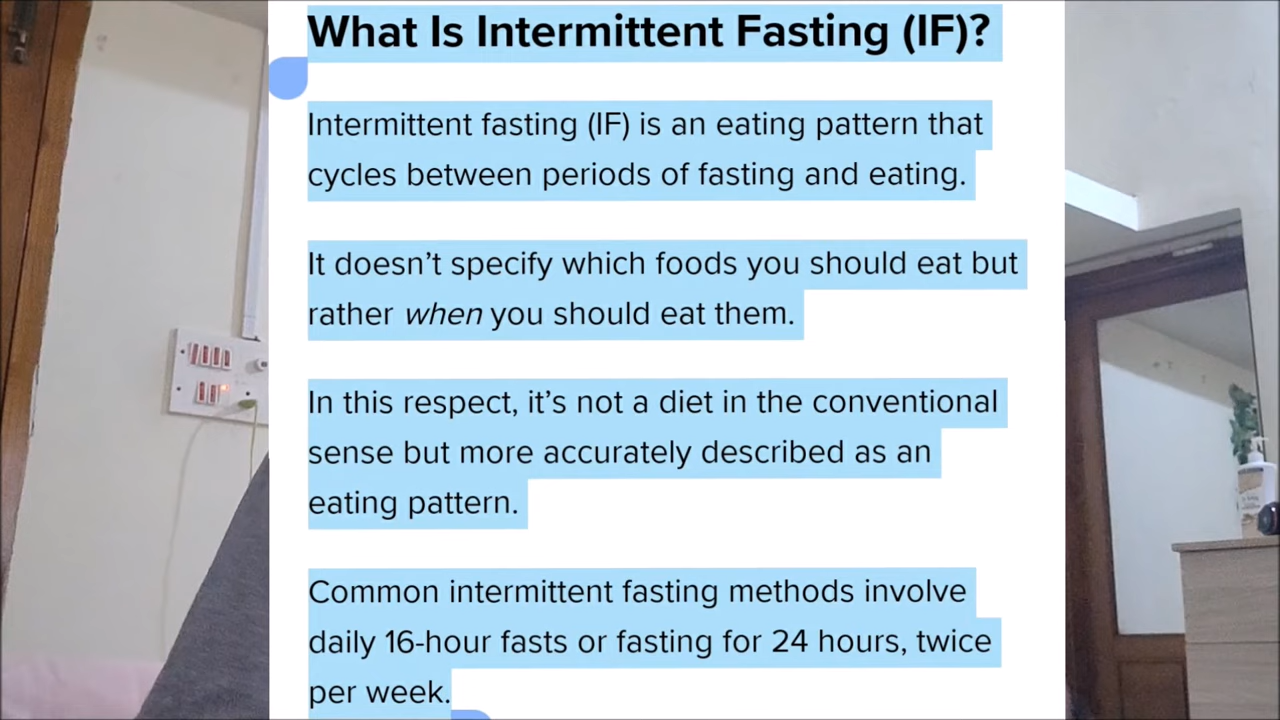 What Is Intermittent Fasting (IF)?
Intermittent fasting (IF) is an eating pattern that
cycles between periods of fasting and eating.
It doesn’t specify which foods you should eat but
rather when you should eat them.
In this respect, it’s not a diet in the conventional
sense but more accurately described as an
eating pattern.
Common intermittent fasting methods involve
daily 16-hour fasts or fasting for 24 hours, twice
per week.